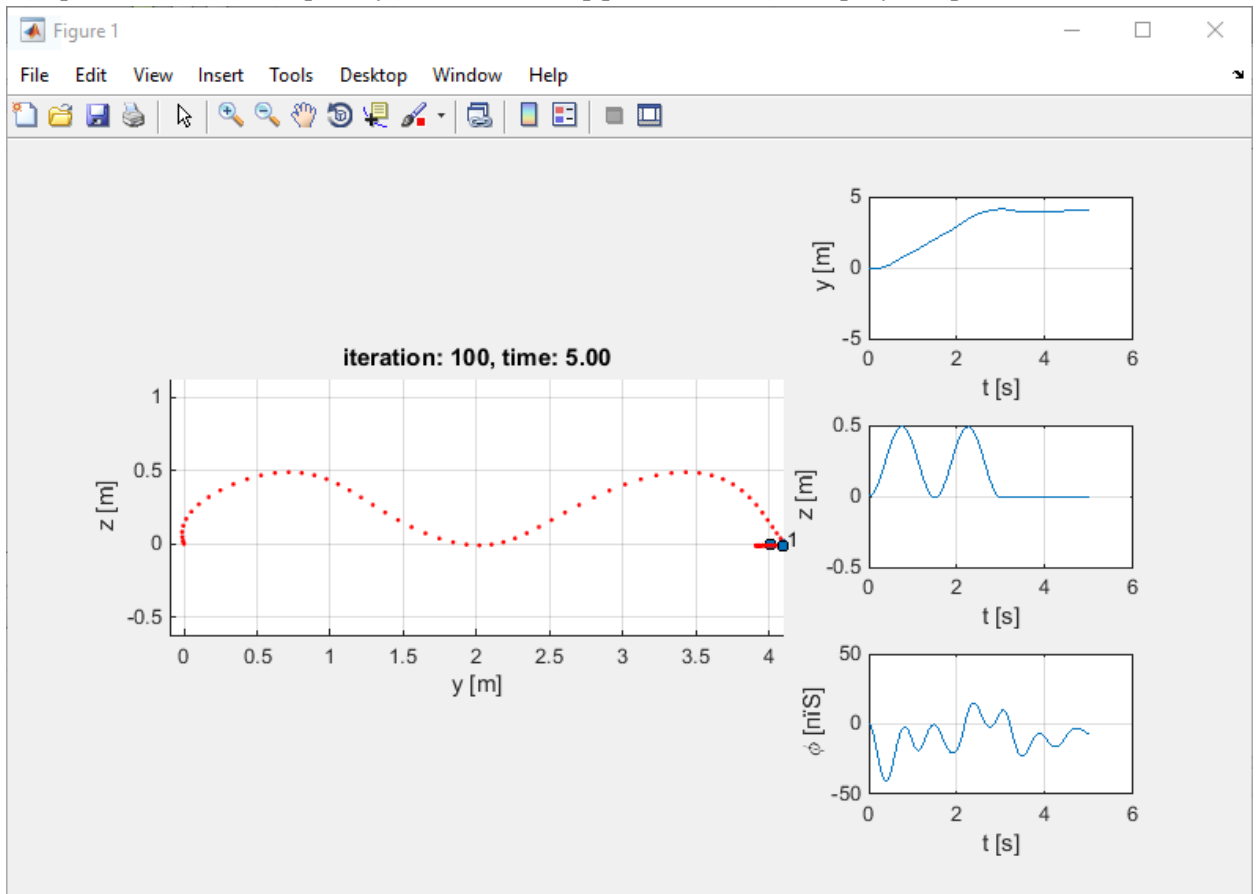 Figure 1
File Edit View Insert Tools Desktop Window Help
iteration: 100, time: 5.00
1
0.5
0
-0.5
z [m]
0 0.5 1 1.5 2 2.5 3 3.5 4
y [m]
1
5
0
-5
y [m]
0 2 4 6
t [s]
0.5
0
-0.5
z [m]
0 2 4 6
t [s]
50
0
-50
ϕ [niS]
0 2 4 6
t [s]